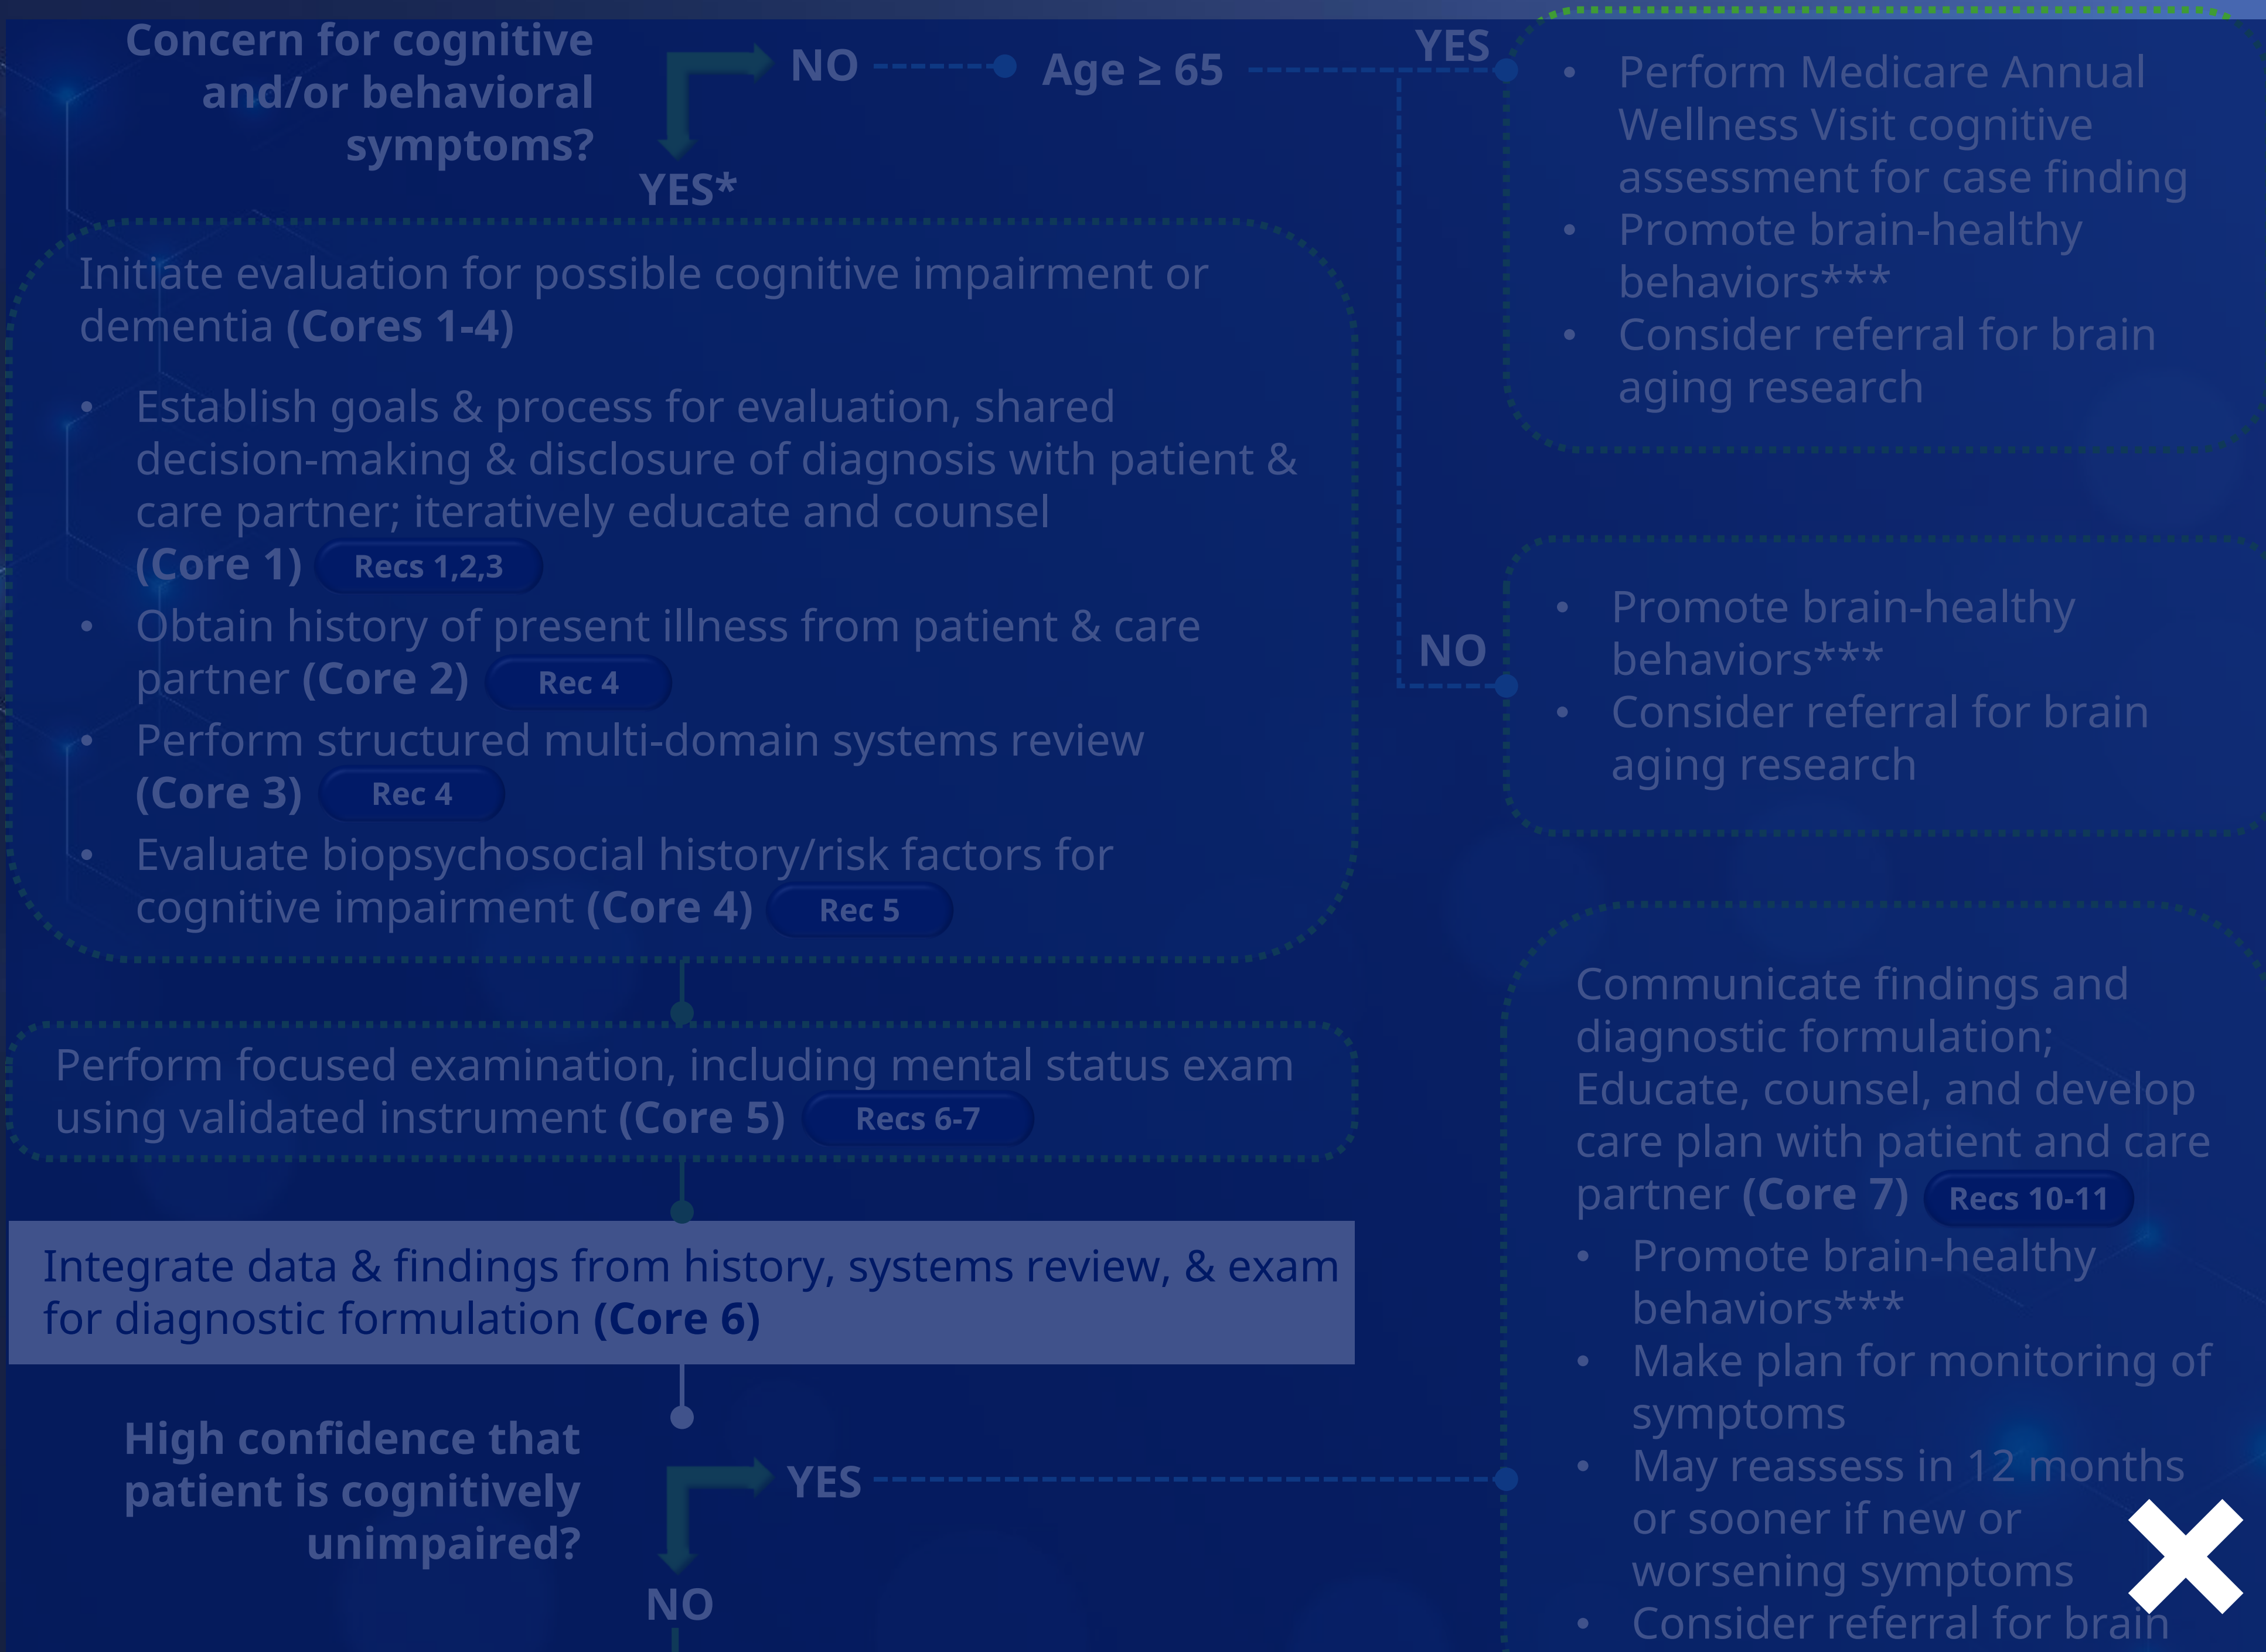 Concern for cognitive
and/or behavioral
symptoms?
NO
Age ≥ 65
YES
YES*
• Perform Medicare Annual
Wellness Visit cognitive
assessment for case finding
• Promote brain-healthy
behaviors***
• Consider referral for brain
aging research
Initiate evaluation for possible cognitive impairment or
dementia (Cores 1-4)
• Establish goals & process for evaluation, shared
decision-making & disclosure of diagnosis with patient &
care partner; iteratively educate and counsel
(Core 1) Recs 1,2,3
• Obtain history of present illness from patient & care
partner (Core 2) Rec 4
• Perform structured multi-domain systems review
(Core 3) Rec 4
• Evaluate biopsychosocial history/risk factors for
cognitive impairment (Core 4) Rec 5
NO
• Promote brain-healthy
behaviors***
• Consider referral for brain
aging research
Perform focused examination, including mental status exam
using validated instrument (Core 5) Recs 6-7
Integrate data & findings from history, systems review, & exam
for diagnostic formulation (Core 6)
High confidence that
patient is cognitively
unimpaired?
YES
NO
Communicate findings and
diagnostic formulation;
Educate, counsel, and develop
care plan with patient and care
partner (Core 7) Recs 10-11
• Promote brain-healthy
behaviors***
• Make plan for monitoring of
symptoms
• May reassess in 12 months
or sooner if new or
worsening symptoms
• Consider referral for brain